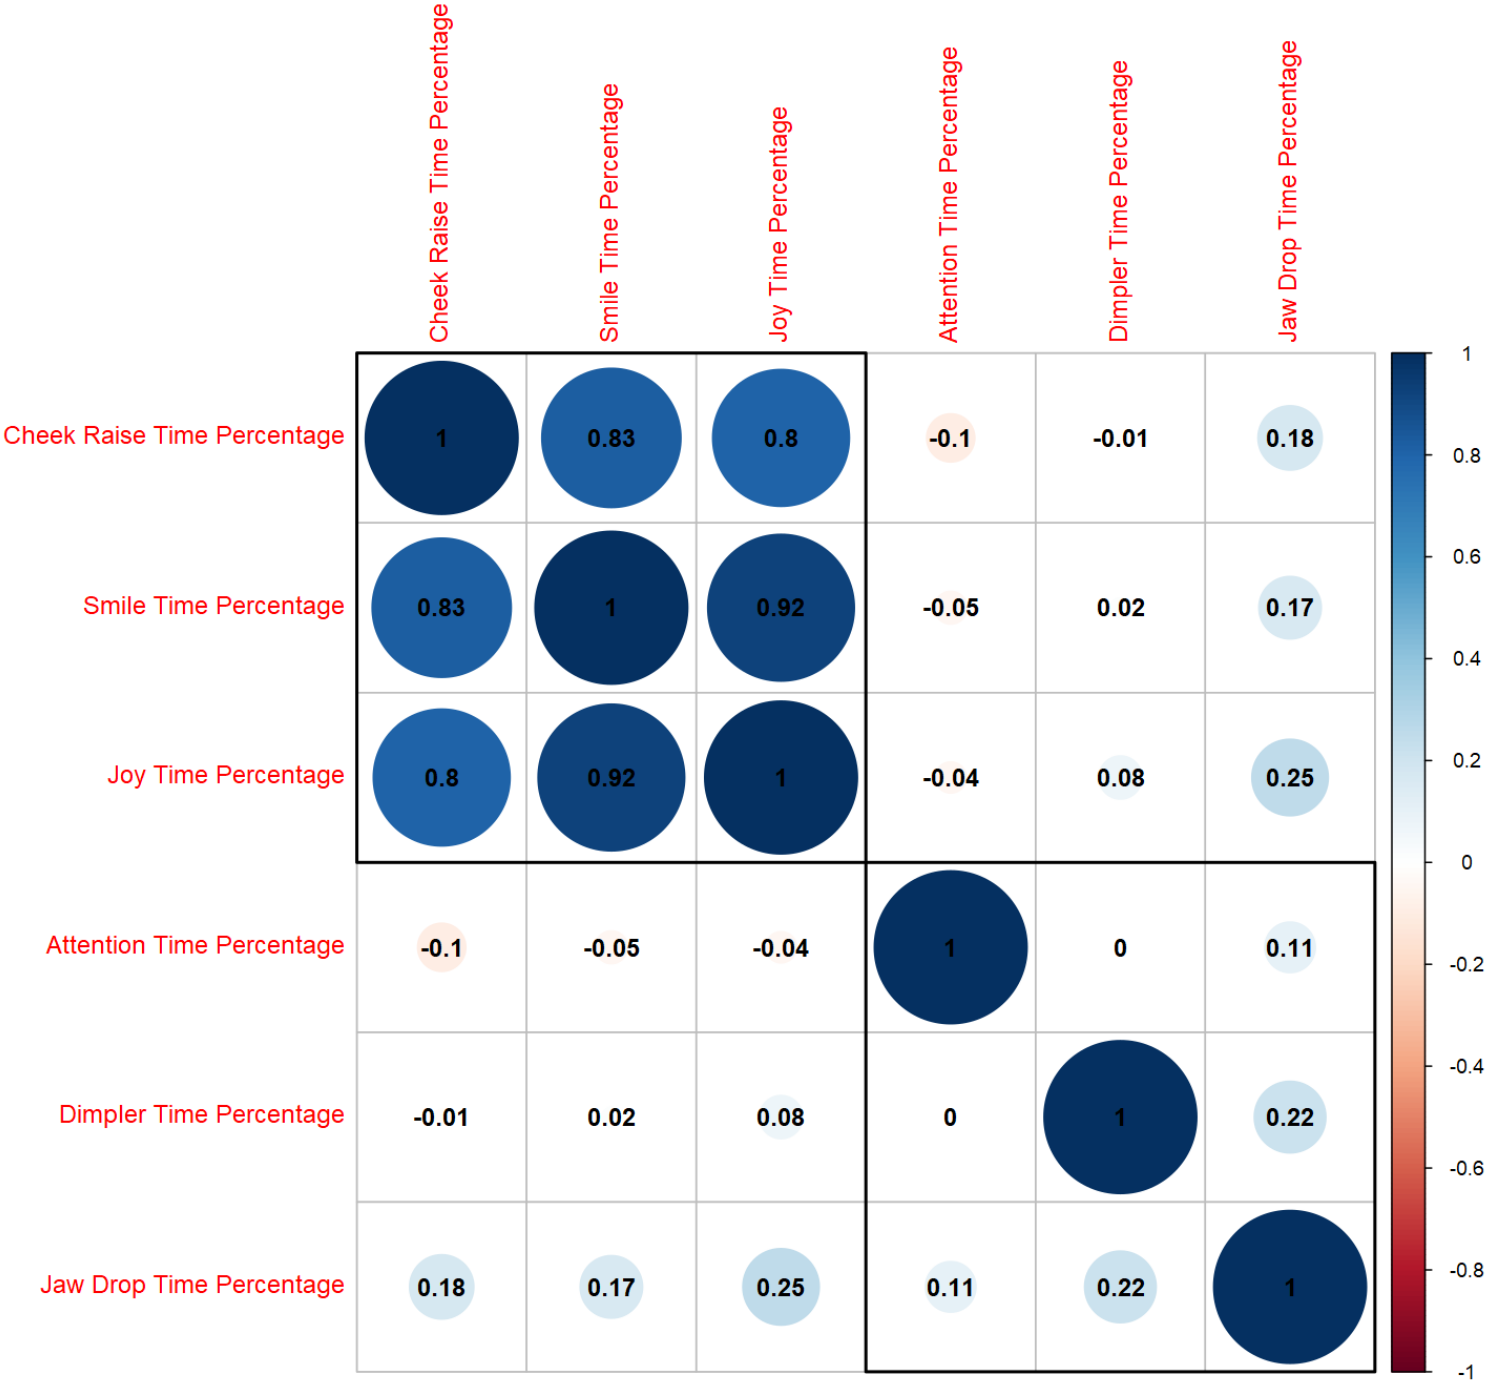 Cheek Raise Time Percentage
Smile Time Percentage
Joy Time Percentage
Attention Time Percentage
Dimpler Time Percentage
Jaw Drop Time Percentage
Cheek Raise Time Percentage 1 0.83 0.8 -0.1 -0.01 0.18
Smile Time Percentage 0.83 1 0.92 -0.05 0.02 0.17
Joy Time Percentage 0.8 0.92 1 -0.04 0.08 0.25
Attention Time Percentage -0.1 -0.05 -0.04 1 0 0.11
Dimpler Time Percentage -0.01 0.02 0.08 0 1 0.22
Jaw Drop Time Percentage 0.18 0.17 0.25 0.11 0.22 1
1
0.8
0.6
0.4
0.2
0
-0.2
-0.4
-0.6
-0.8
-1